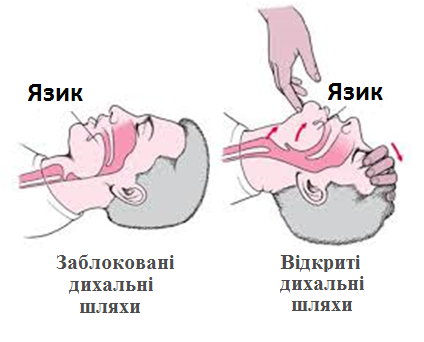 Язик
Язик
Заблоковані
дихальні
шляхи
Відкриті
дихальні
шляхи